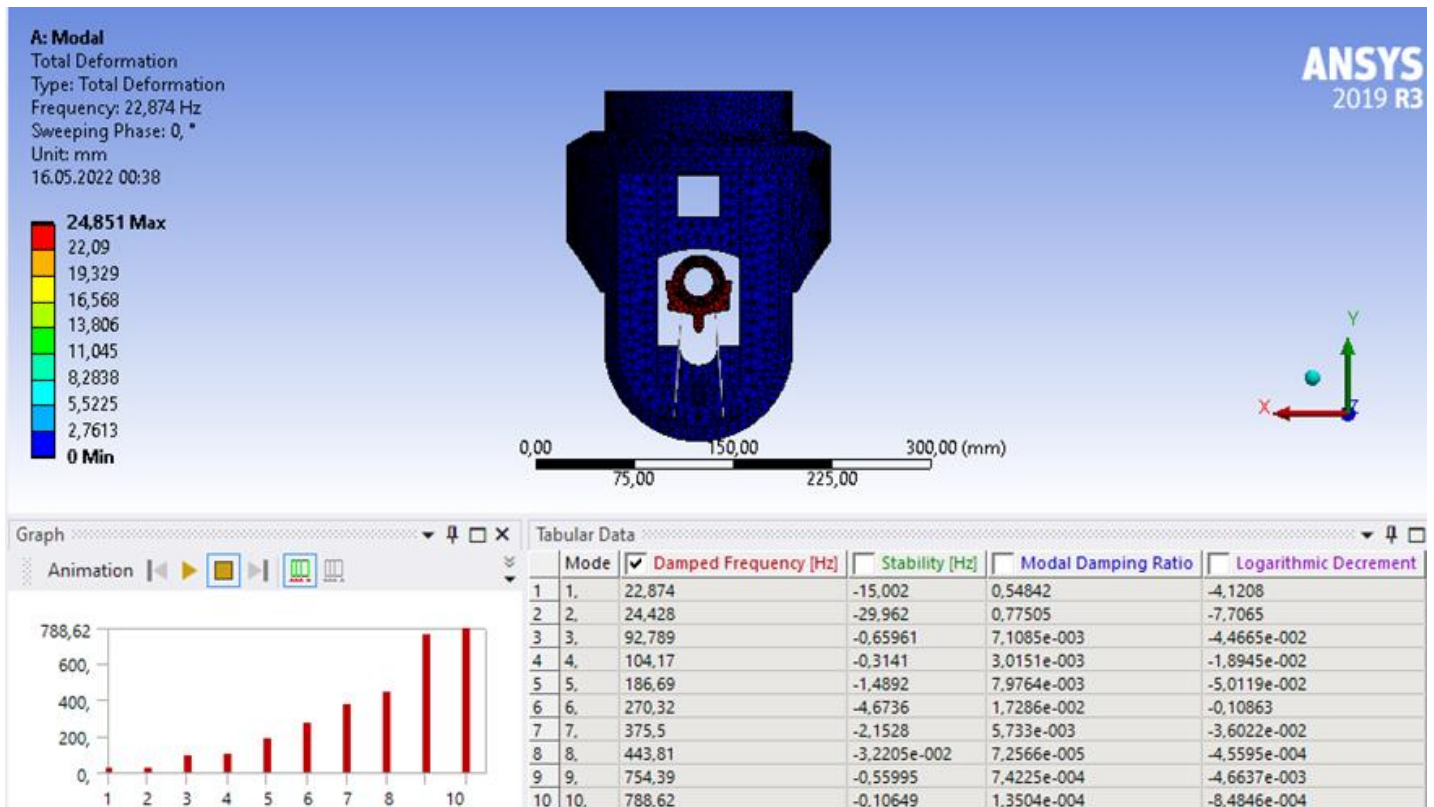 A: Modal
Total Deformation
Type: Total Deformation
Frequency: 22,874 Hz
Sweeping Phase: 0, °
Unit: mm
16.05.2022 00:38
24,851 Max
22,09
19,329
16,568
13,806
11,045
8,2838
5,5225
2,7613
0 Min
ANSYS
2019 R3
Y
X
Z
0,00 150,00 300,00 (mm)
75,00 225,00
Graph
Animation
788,62
600,
400,
200,
0,
1 2 3 4 5 6 7 8 10
Tabular Data
Mode Damped Frequency [Hz] Stability [Hz] Modal Damping Ratio Logarithmic Decrement
1 1, 22,874 -15,002 0,54842 -4,1208
2 2, 24,428 -29,962 0,77505 -7,7065
3 3, 92,789 -0,65961 7,1085e-003 -4,4665e-002
4 4, 104,17 -0,3141 3,0151e-003 -1,8945e-002
5 5, 186,69 -1,4892 7,9764e-003 -5,0119e-002
6 6, 270,32 -4,6736 1,7286e-002 -0,10863
7 7, 375,5 -2,1528 5,733e-003 -3,6022e-002
8 8, 443,81 -3,2205e-002 7,2566e-005 -4,5595e-004
9 9, 754,39 -0,55995 7,4225e-004 -4,6637e-003
10 10, 788,62 -0,10649 1,3504e-004 -8,4846e-004